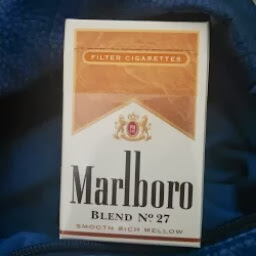 FILTER CIGARETTES
Marlboro
BLEND Nº 27
SMOOTH RICH MELLOW